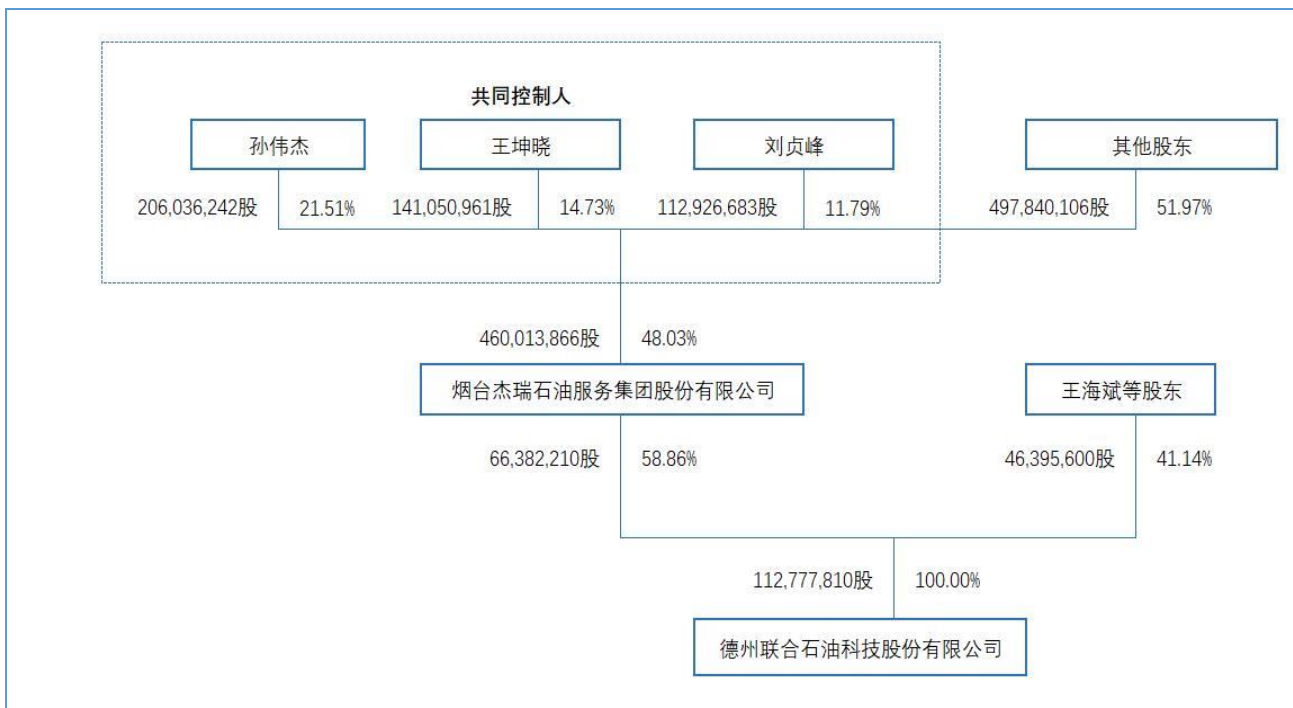 共同控制人
孙伟杰 王坤晓 刘贞峰 其他股东
206,036,242股 21.51% 141,050,961股 14.73% 112,926,683股 11.79% 497,840,106股 51.97%
460,013,866股 48.03%
烟台杰瑞石油服务集团股份有限公司 王海斌等股东
66,382,210股 58.86% 46,395,600股 41.14%
112,777,810股 100.00%
德州联合石油科技股份有限公司